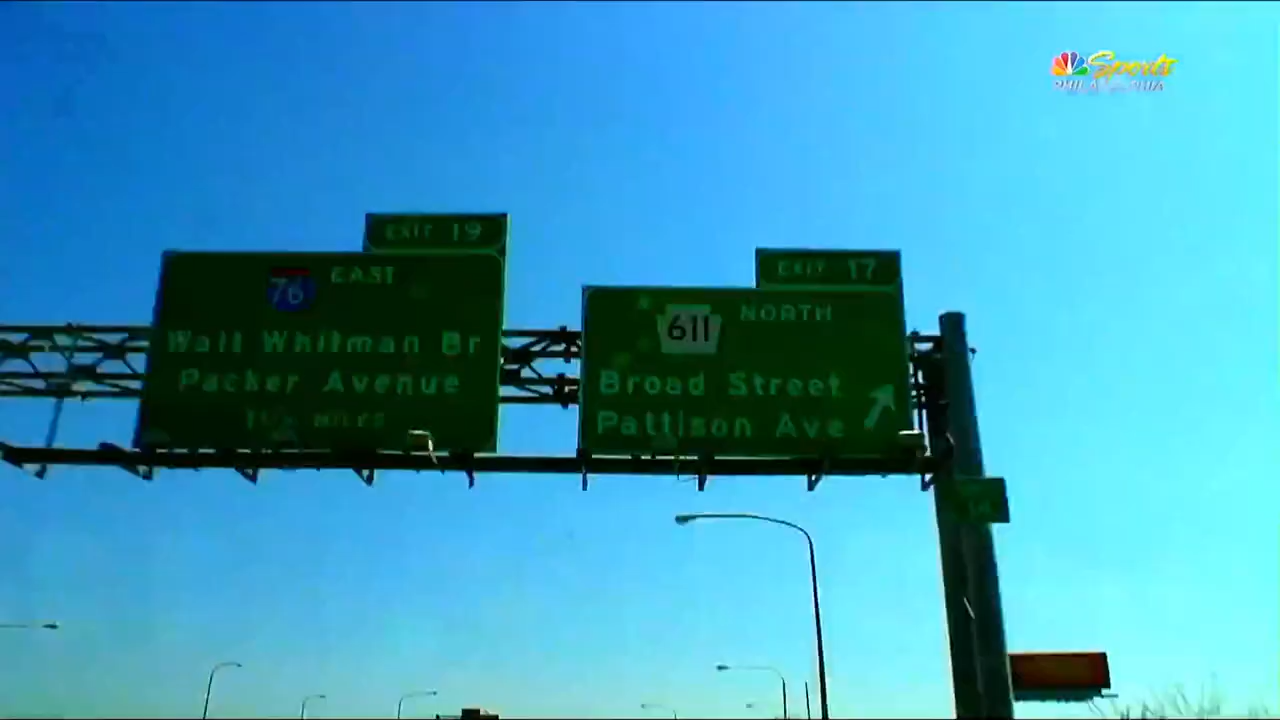 Sports
PHILADELPHIA
EXIT 19
76 EAST
Walt Whitman Br
Packer Avenue
MILES
EXIT 17
611 NORTH
Broad Street
Pattison Ave